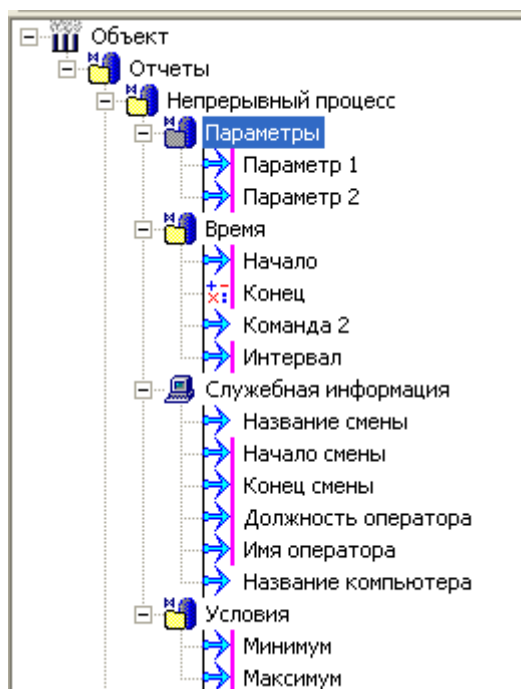 Объект
Отчеты
Непрерывный процесс
Параметры
Параметр 1
Параметр 2
Время
Начало
Конец
Команда 2
Интервал
Служебная информация
Название смены
Начало смены
Конец смены
Должность оператора
Имя оператора
Название компьютера
Условия
Минимум
Максимум